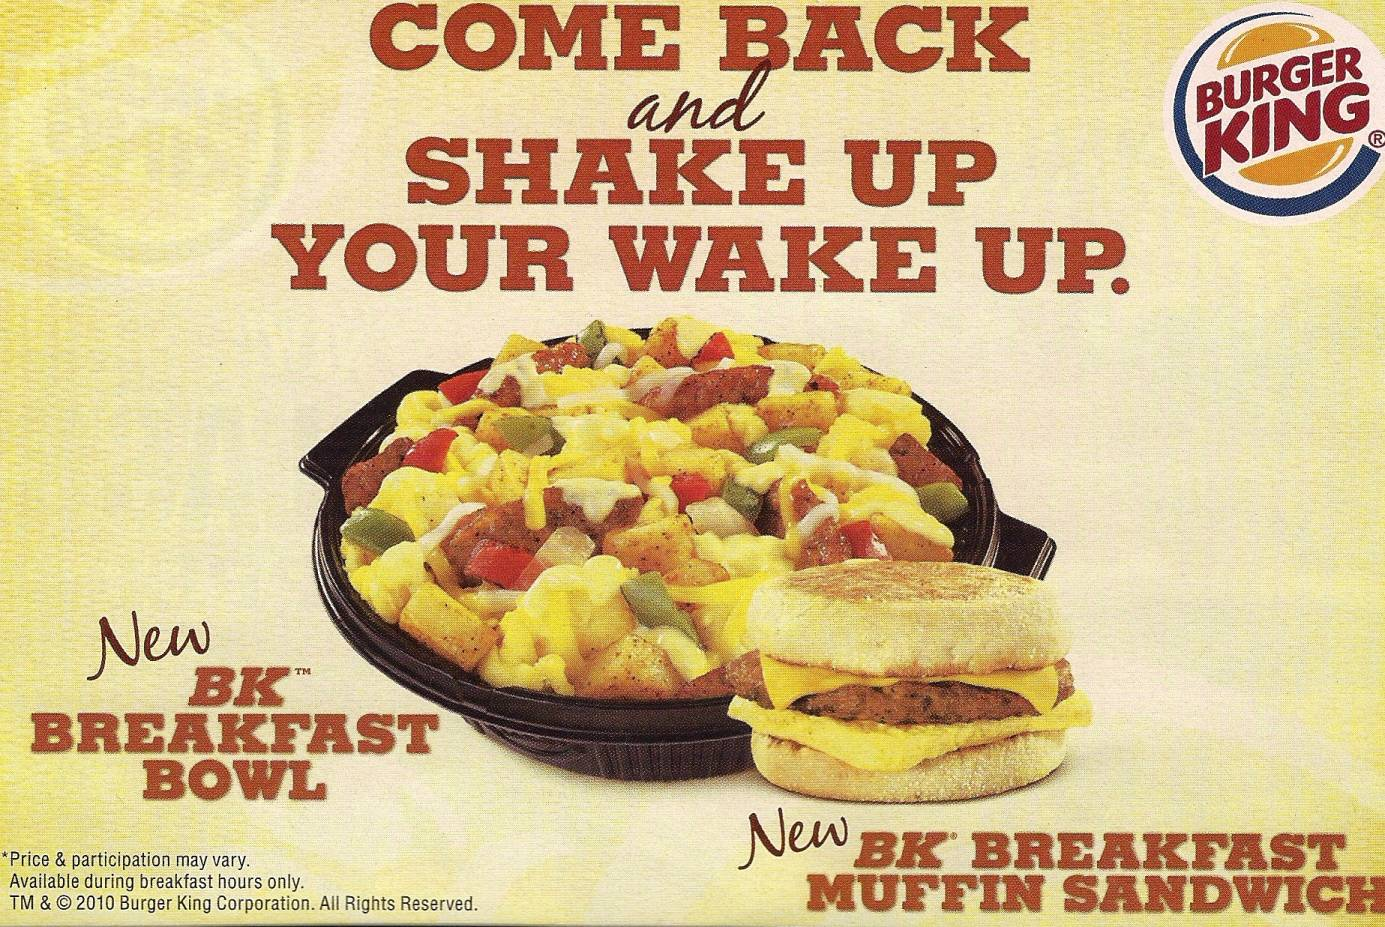 COME BACK
and
SHAKE UP
YOUR WAKE UP.
BURGER
KING®
New
BK™
BREAKFAST
BOWL
New BK® BREAKFAST
MUFFIN SANDWICH
*Price & participation may vary.
Available during breakfast hours only.
TM & © 2010 Burger King Corporation. All Rights Reserved.